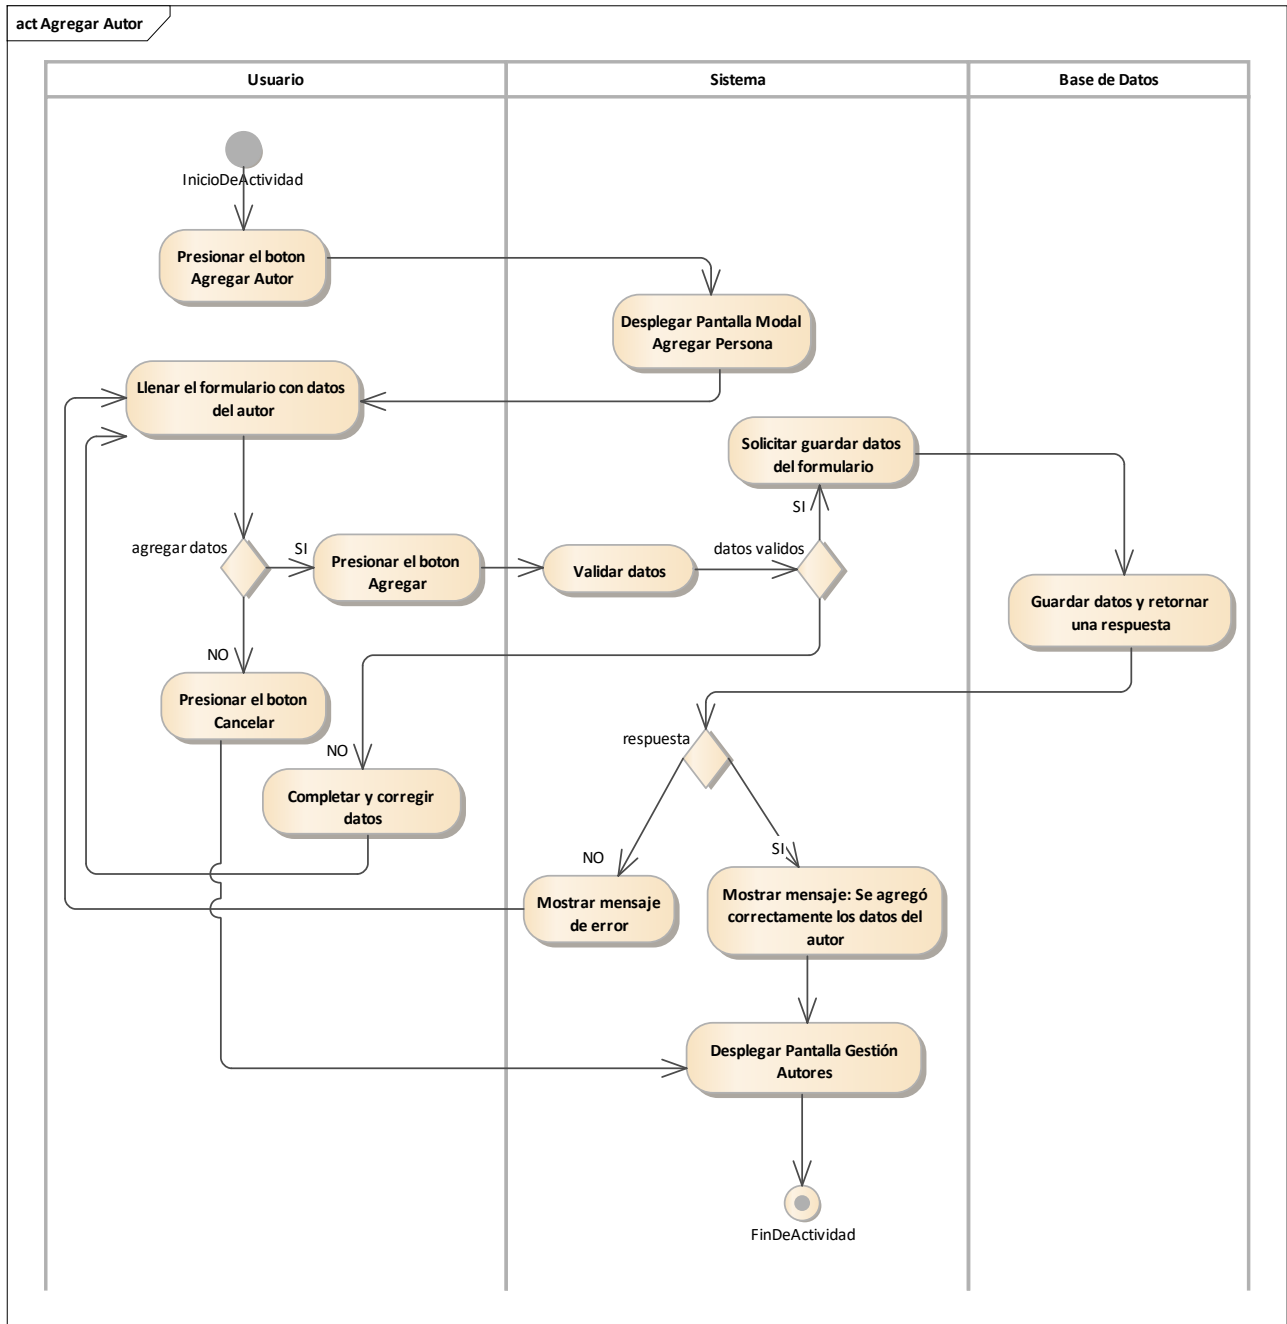 act Agregar Autor
Usuario
Sistema
Base de Datos
InicioDeActividad
Presionar el boton
Agregar Autor
Desplegar Pantalla Modal
Agregar Persona
Llenar el formulario con datos
del autor
Solicitar guardar datos
del formulario
SI
agregar datos
SI
Presionar el boton
Agregar
Validar datos
datos validos
Guardar datos y retornar
una respuesta
NO
Presionar el boton
Cancelar
respuesta
NO
Completar y corregir
datos
NO
SI
Mostrar mensaje
de error
Mostrar mensaje: Se agregó
correctamente los datos del
autor
Desplegar Pantalla Gestión
Autores
FinDeActividad